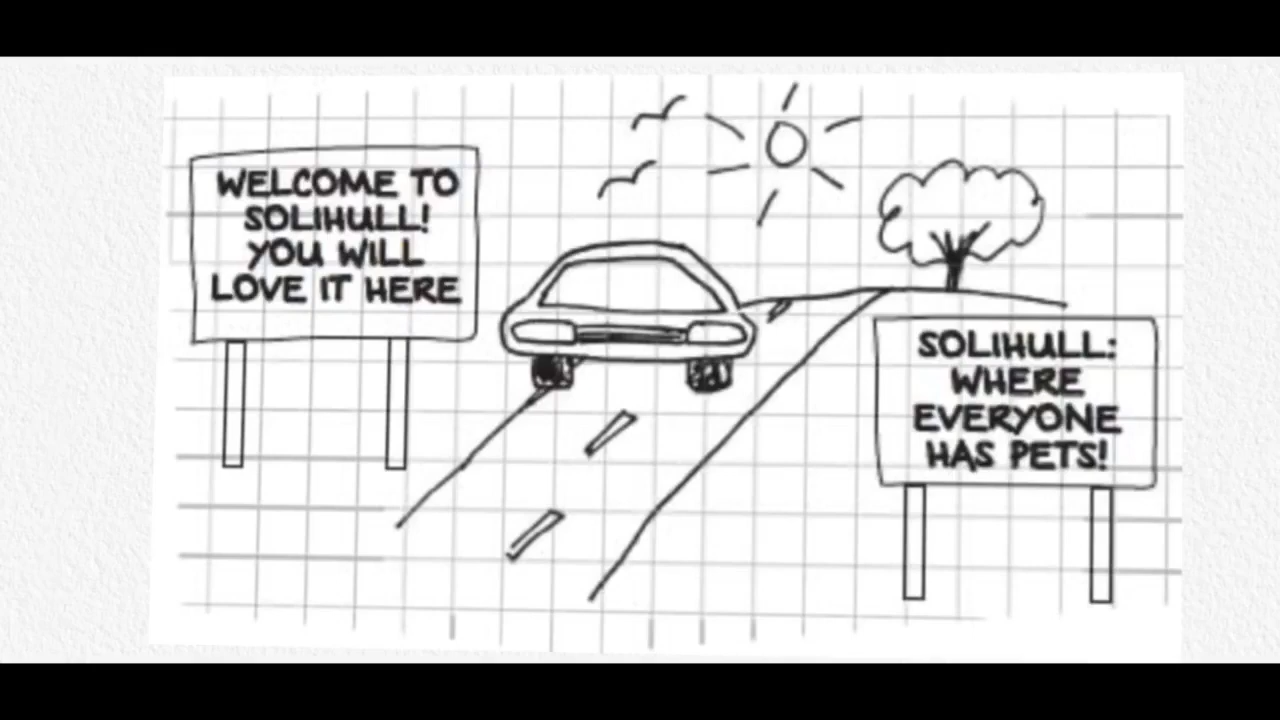 WELCOME TO
SOLIHULL!
YOU WILL
LOVE IT HERE
SOLIHULL:
WHERE
EVERYONE
HAS PETS!